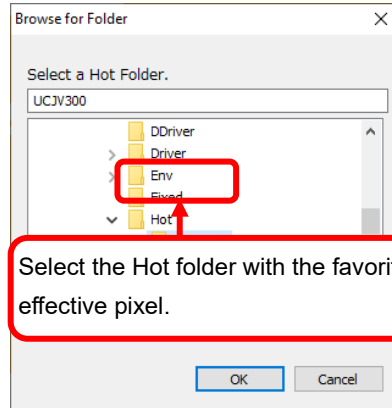 Browse for Folder
Select a Hot Folder.
UCJV300
DDriver
Driver
Env
Fixed
Hot
Select the Hot folder with the
effective pixel.
OK
Cancel